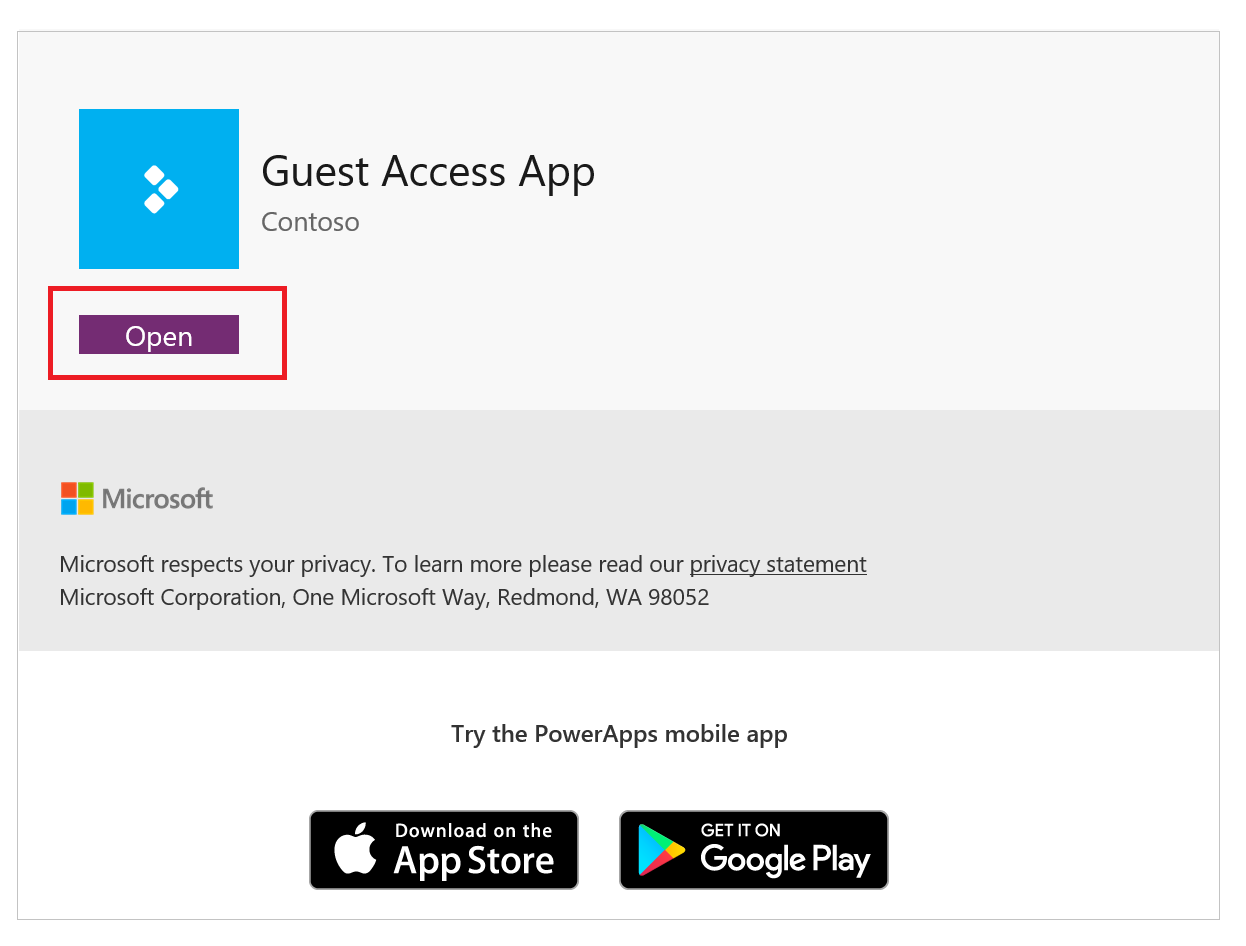 Guest Access App
Contoso
Open
Microsoft
Microsoft respects your privacy. To learn more please read our privacy statement
Microsoft Corporation, One Microsoft Way, Redmond, WA 98052
Try the PowerApps mobile app
Download on the
App Store
GET IT ON
Google Play